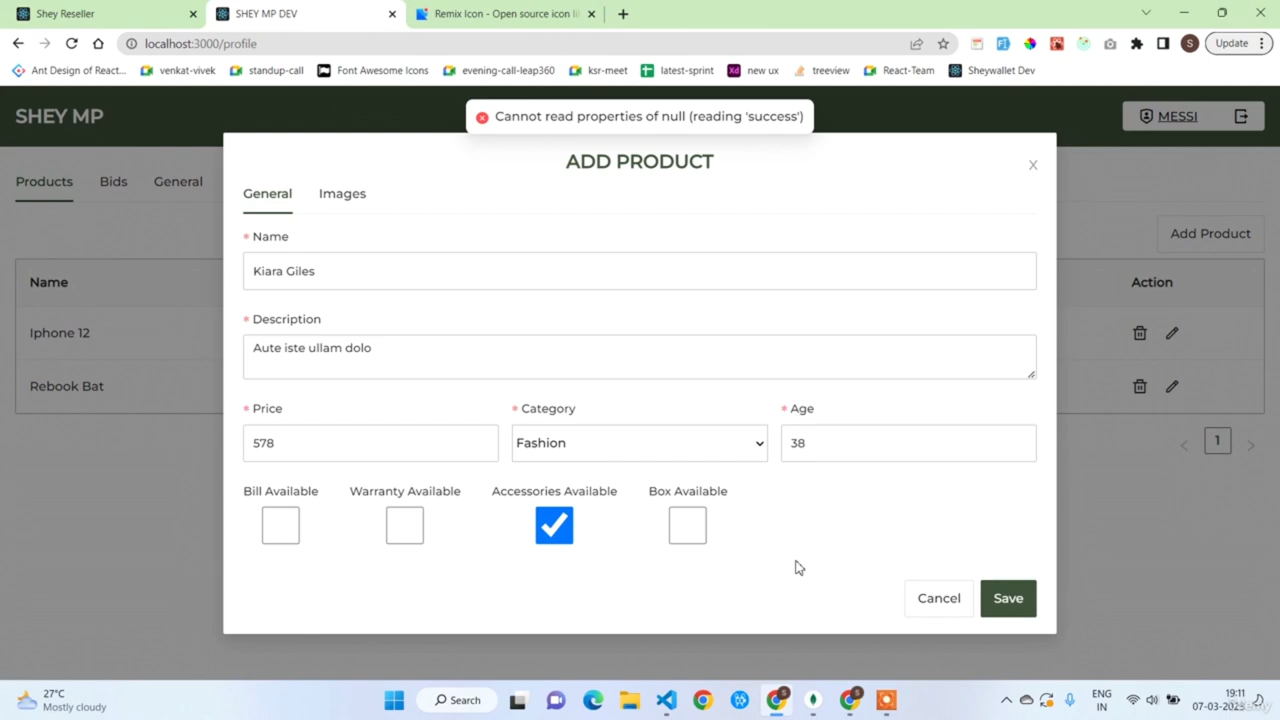 Shey Reseller
SHEY MP DEV
Remix Icon - Open source icon li
localhost:3000/profile
S
Update
Ant Design of React...
venkat-vivek
standup-call
Font Awesome Icons
evening-call-leap360
ksr-meet
latest-sprint
new ux
treeview
React-Team
Sheywallet Dev
SHEY MP
Cannot read properties of null (reading 'success')
MESSI
ADD PRODUCT
X
Products
Bids
General
General
Images
Add Product
* Name
Kiara Giles
Name
Action
* Description
Iphone 12
Aute iste ullam dolo
Rebook Bat
* Price
* Category
* Age
578
Fashion
38
< 1 >
Bill Available
Warranty Available
Accessories Available
Box Available
Cancel
Save
27°C
Mostly cloudy
Search
ENG
IN
19:11